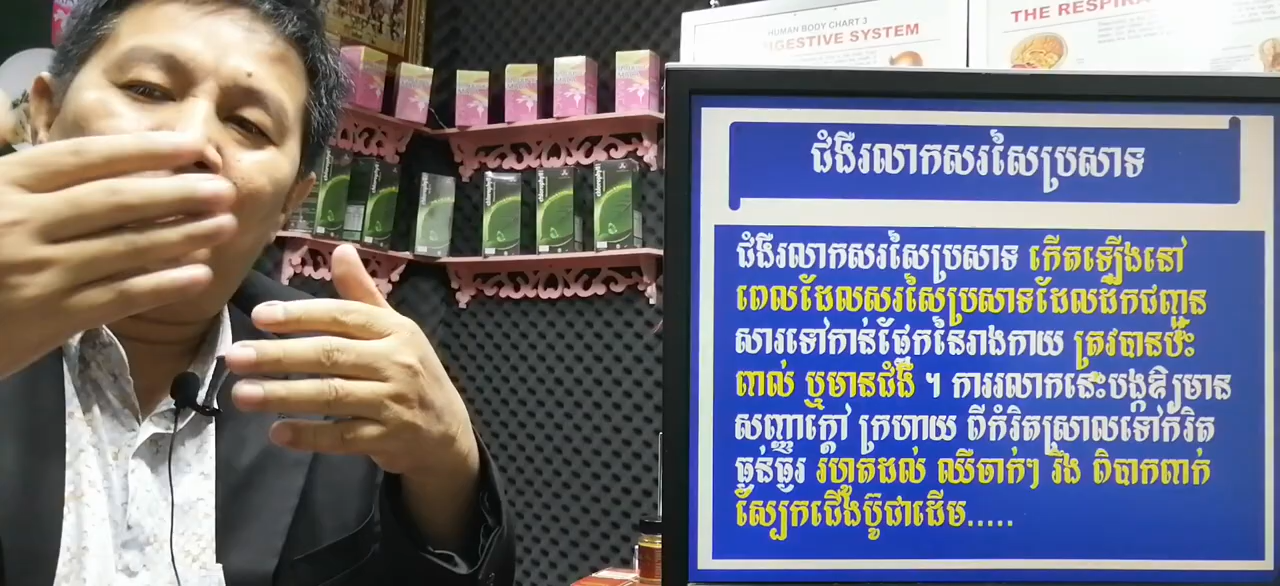 HUMAN BODY CHART 3
IGESTIVE SYSTEM
THE RESPIRA
ជំងឺរលាកសរសៃប្រសាទ
ជំងឺរលាកសរសៃប្រសាទ កើតឡើងនៅ
ពេលដែលសរសៃប្រសាទដែលដឹកជញ្ជូន
សារទៅកាន់ផ្នែកនៃរាងកាយ ត្រូវបានប៉ះ
ពាល់ ឬមានជំងឺ ។ ការរលាកនេះបង្កឱ្យមាន
សញ្ញាក្តៅ ក្រហាយ ពីកំរិតស្រាលទៅកំរិត
ធ្ងន់ធ្ងរ រហូតដល់ ឈឺចាក់ៗ រឺង ពិបាកពាក់
ស្បែកជើងប៊ូជាដើម.....
chlorophyll
chlorophyll
chlorophyll